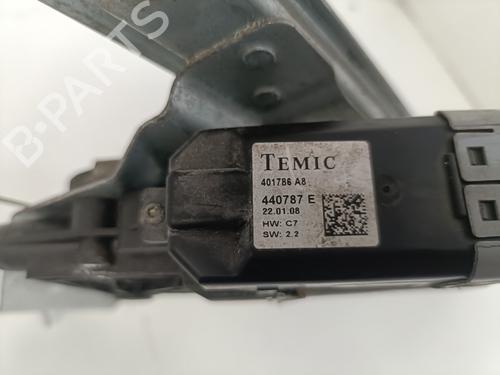 B-PARTS
TEMIC
401786 A8
440787 E
22.01.08
HW: C7
SW: 2.2